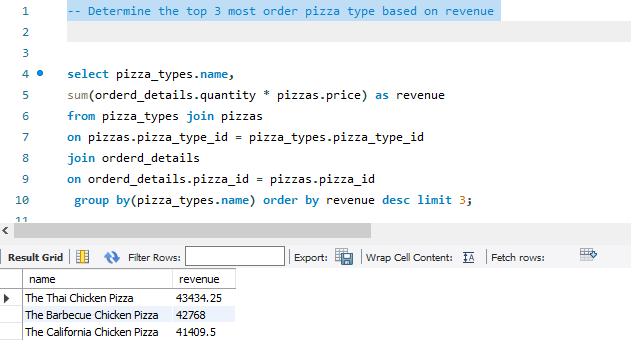 1 -- Determine the top 3 most order pizza type based on revenue
2
3
4 select pizza_types.name,
5 sum(orderd_details.quantity * pizzas.price) as revenue
6 from pizza_types join pizzas
7 on pizzas.pizza_type_id = pizza_types.pizza_type_id
8 join orderd_details
9 on orderd_details.pizza_id = pizzas.pizza_id
10 group by(pizza_types.name) order by revenue desc limit 3;
11
Result Grid Filter Rows: Export: Wrap Cell Content: IA Fetch rows:
name revenue
The Thai Chicken Pizza 43434.25
The Barbecue Chicken Pizza 42768
The California Chicken Pizza 41409.5